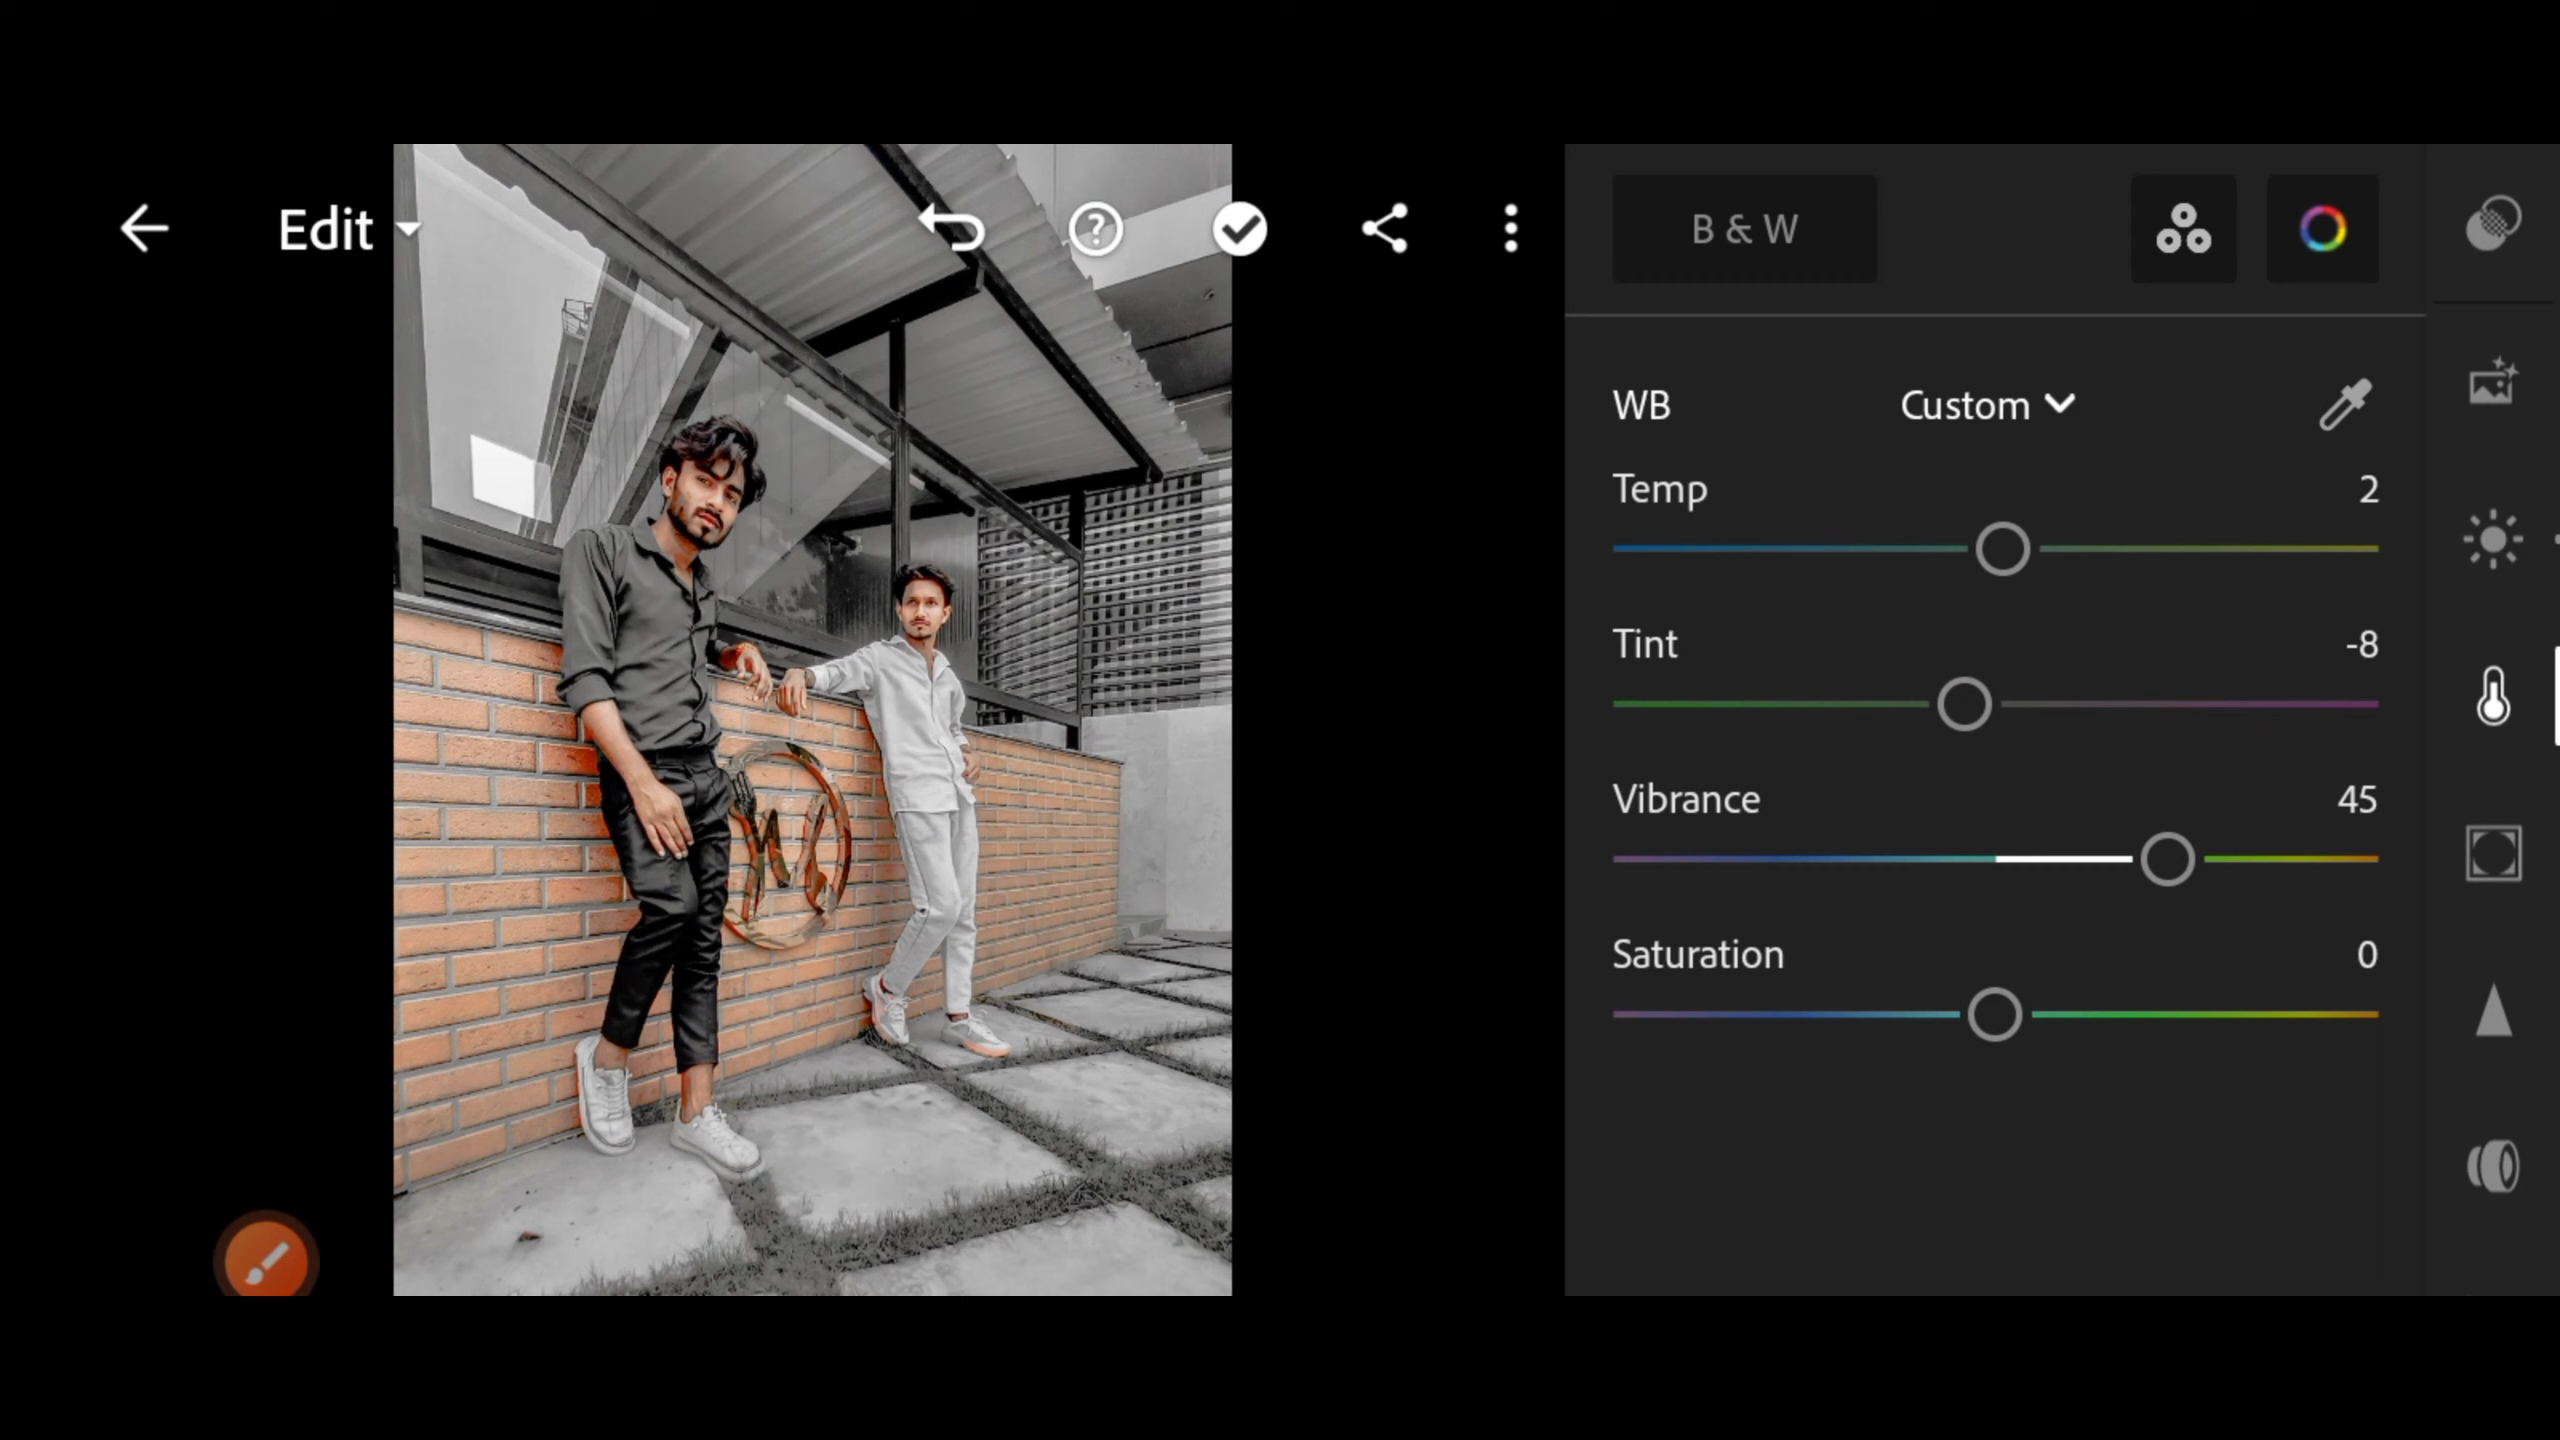 Edit
B & W
WB Custom
Temp 2
Tint -8
Vibrance 45
Saturation 0